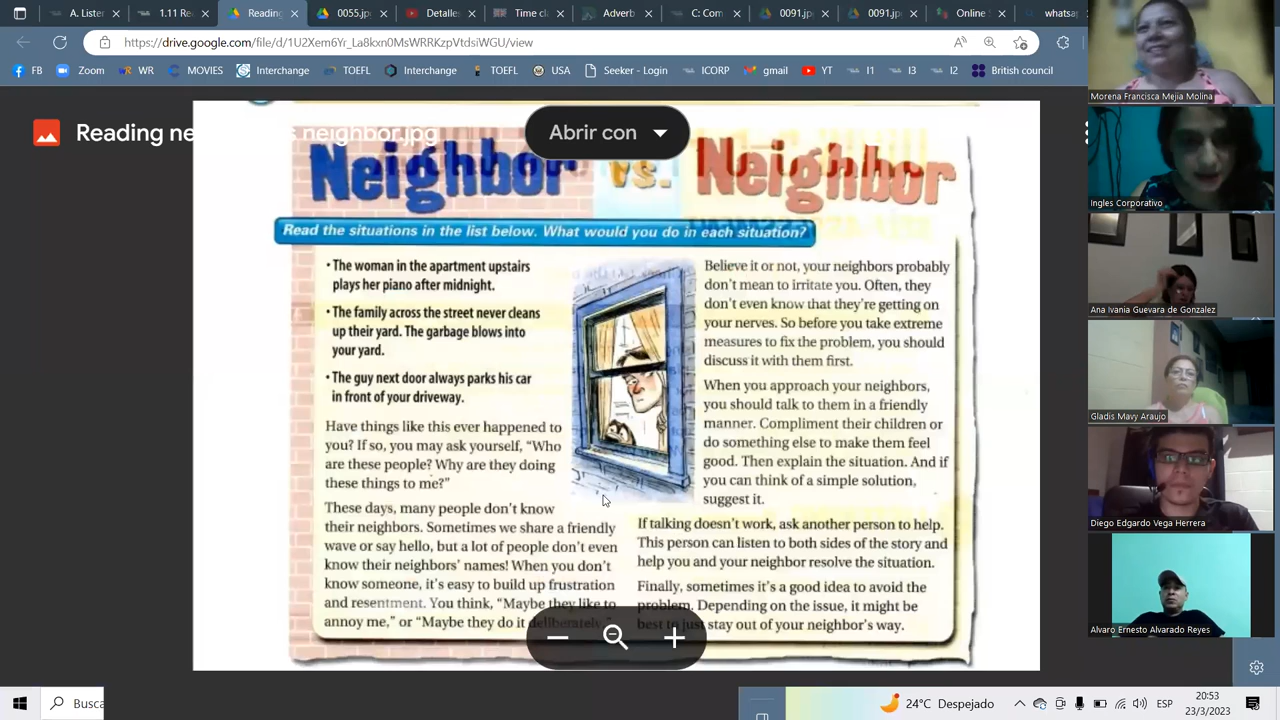 A. Listen
1.11 Re
Reading
0055.jp
Detaile
Time cl
Adverb
C: Com
0091.jp
0091.jp
Online
whatsa
https://drive.google.com/file/d/1U2Xem6Yr_La8kxn0MsWRRKzpVtdsiWGU/view
FB
Zoom
WR
MOVIES
Interchange
TOEFL
Interchange
TOEFL
USA
Seeker - Login
ICORP
gmail
YT
I1
I3
I2
British council
Reading ne
neighbor.jpg
Abrir con
Neighbor vs. Neighbor
Read the situations in the list below. What would you do in each situation?
• The woman in the apartment upstairs
plays her piano after midnight.
• The family across the street never cleans
up their yard. The garbage blows into
your yard.
• The guy next door always parks his car
in front of your driveway.
Have things like this ever happened to
you? If so, you may ask yourself, “Who
are these people? Why are they doing
these things to me?”
These days, many people don’t know
their neighbors. Sometimes we share a friendly
wave or say hello, but a lot of people don’t even
know their neighbors’ names! When you don’t
know someone, it’s easy to build up frustration
and resentment. You think, “Maybe they like to
annoy me,” or “Maybe they do it deliberately.”
Believe it or not, your neighbors probably
don’t mean to irritate you. Often, they
don’t even know that they’re getting on
your nerves. So before you take extreme
measures to fix the problem, you should
discuss it with them first.
When you approach your neighbors,
you should talk to them in a friendly
manner. Compliment their children or
do something else to make them feel
good. Then explain the situation. And if
you can think of a simple solution,
suggest it.
If talking doesn’t work, ask another person to help.
This person can listen to both sides of the story and
help you and your neighbor resolve the situation.
Finally, sometimes it’s a good idea to avoid the
problem. Depending on the issue, it might be
best to just stay out of your neighbor’s way.
Morena Francisca Mejia Molina
Ingles Corporativo
Ana Ivania Guevara de Gonzalez
Gladis Mavy Araujo
Diego Edgardo Vega Herrera
Alvaro Ernesto Alvarado Reyes
Busca
24°C Despejado
ESP
20:53
23/3/2023